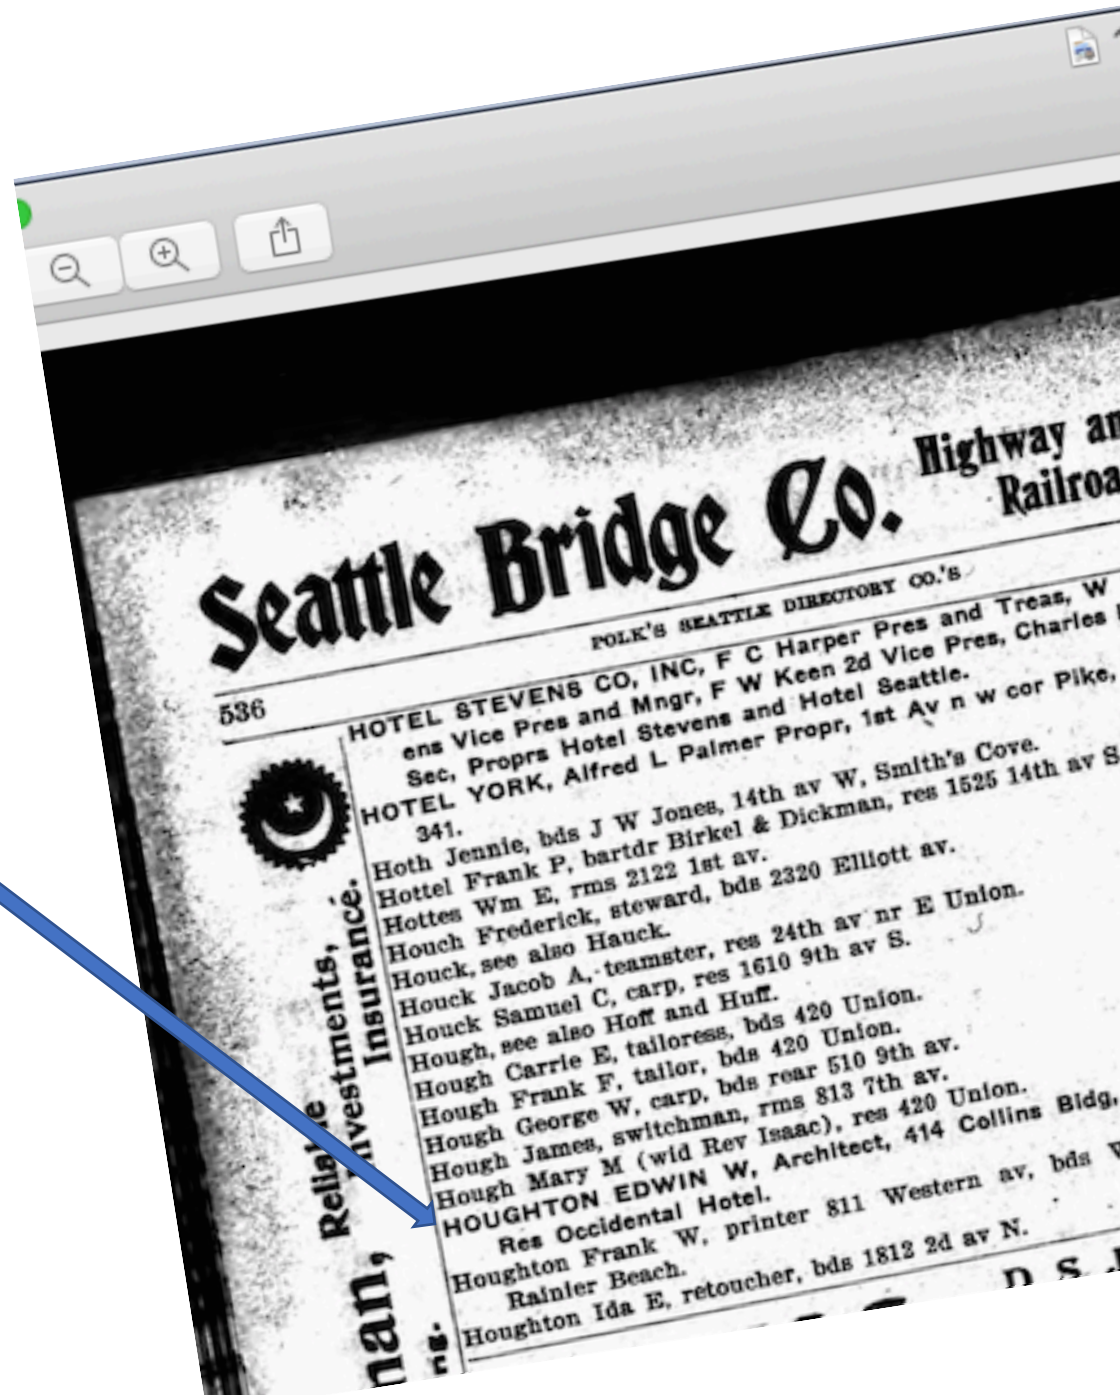 Seattle Bridge Co.
Highway
POLK'S SEATTLE DIRECTORY CO.'S
536
HOTEL STEVENS CO, INC, F C Harper Pres and Treas, W
ens Vice Pres and Mngr, F W Keen 2d Vice Pres, Charles
Sec, Proprs Hotel Stevens and Hotel Seattle.
HOTEL YORK, Alfred L Palmer Propr, 1st Av n w cor Pike,
341.
Hoth Jennie, bds J W Jones, 14th av W, Smith's Cove.
Hottel Frank P, bartdr Birkel & Dickman, res 1525 14th av S
Hottes Wm E, rms 2122 1st av.
Houch Frederick, steward, bds 2320 Elliott av.
Houck, see also Hauck.
Houck Jacob A, teamster, res 24th av nr E Union.
Houck Samuel C, carp, res 1610 9th av S.
Hough, see also Hoff and Huff.
Hough Carrie E, tailoress, bds 420 Union.
Hough Frank F, tailor, bds 420 Union.
Hough George W, carp, bds rear 510 9th av.
Hough James, switchman, rms 813 7th av.
Hough Mary M (wid Rev Isaac), res 420 Union.
HOUGHTON EDWIN W, Architect, 414 Collins Bldg,
Res Occidental Hotel.
Houghton Frank W, printer 811 Western av, bds
Rainier Beach.
Houghton Ida E, retoucher, bds 1812 2d av N.
Reliable Investments,
Insurance.
D S